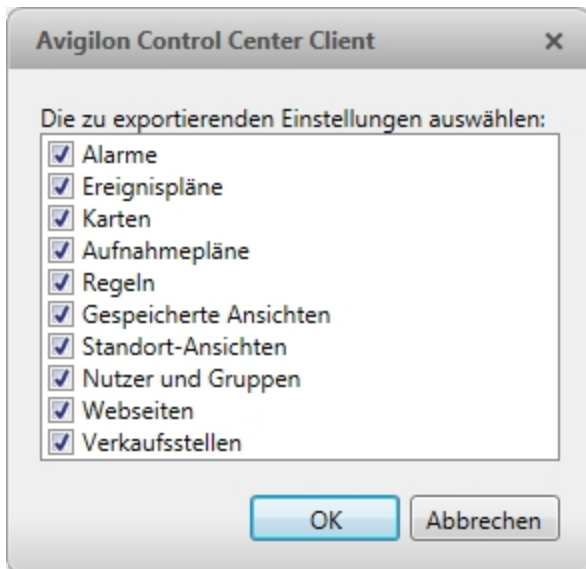 Avigilon Control Center Client
Die zu exportierenden Einstellungen auswählen:
Alarme
Ereignispläne
Karten
Aufnahmepläne
Regeln
Gespeicherte Ansichten
Standort-Ansichten
Nutzer und Gruppen
Webseiten
Verkaufsstellen
OK Abbrechen